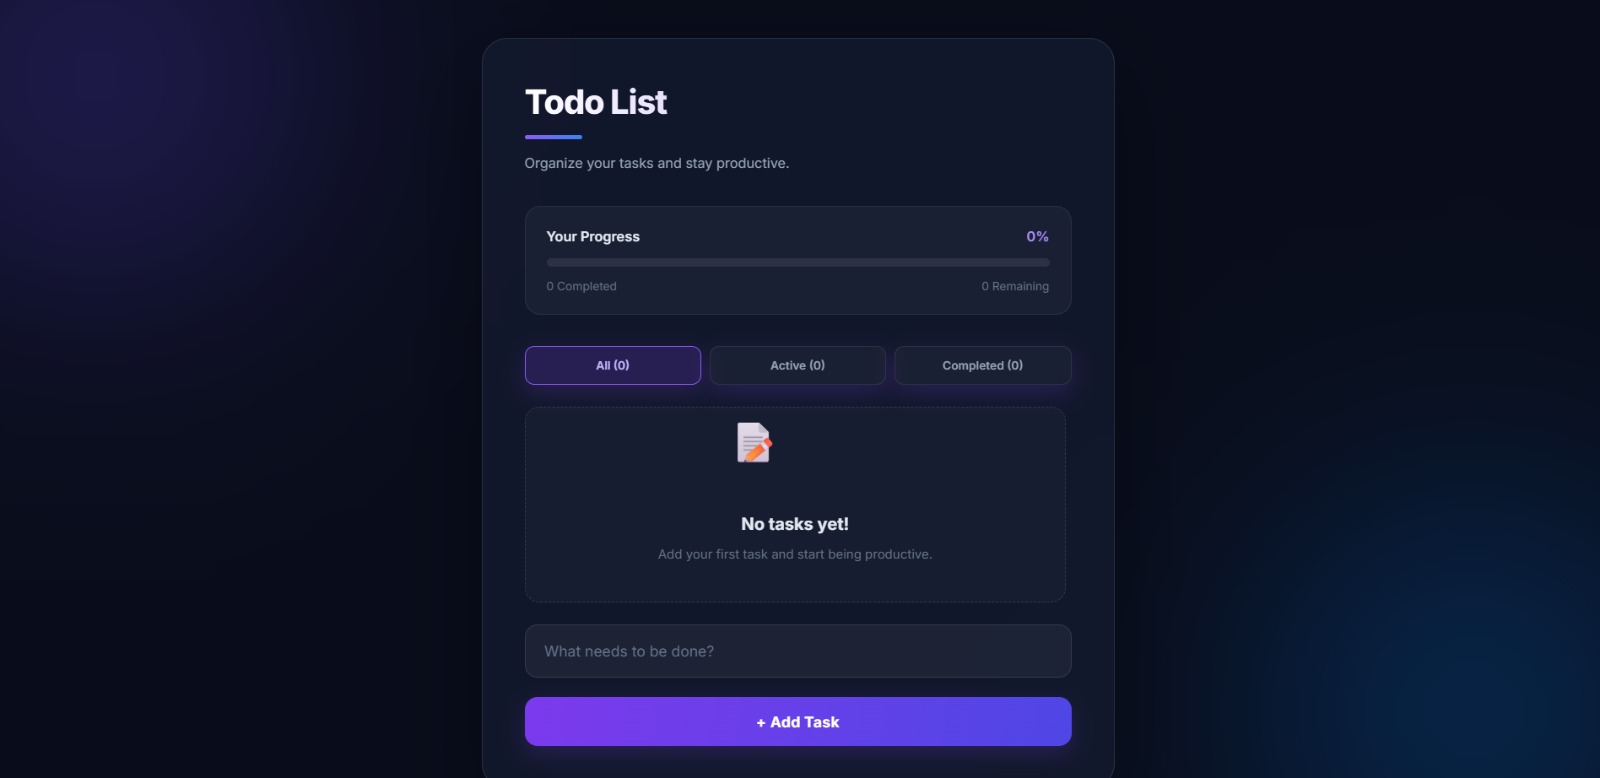 Todo List
Organize your tasks and stay productive.
Your Progress 0%
0 Completed 0 Remaining
All (0) Active (0) Completed (0)
No tasks yet!
Add your first task and start being productive.
What needs to be done?
+ Add Task